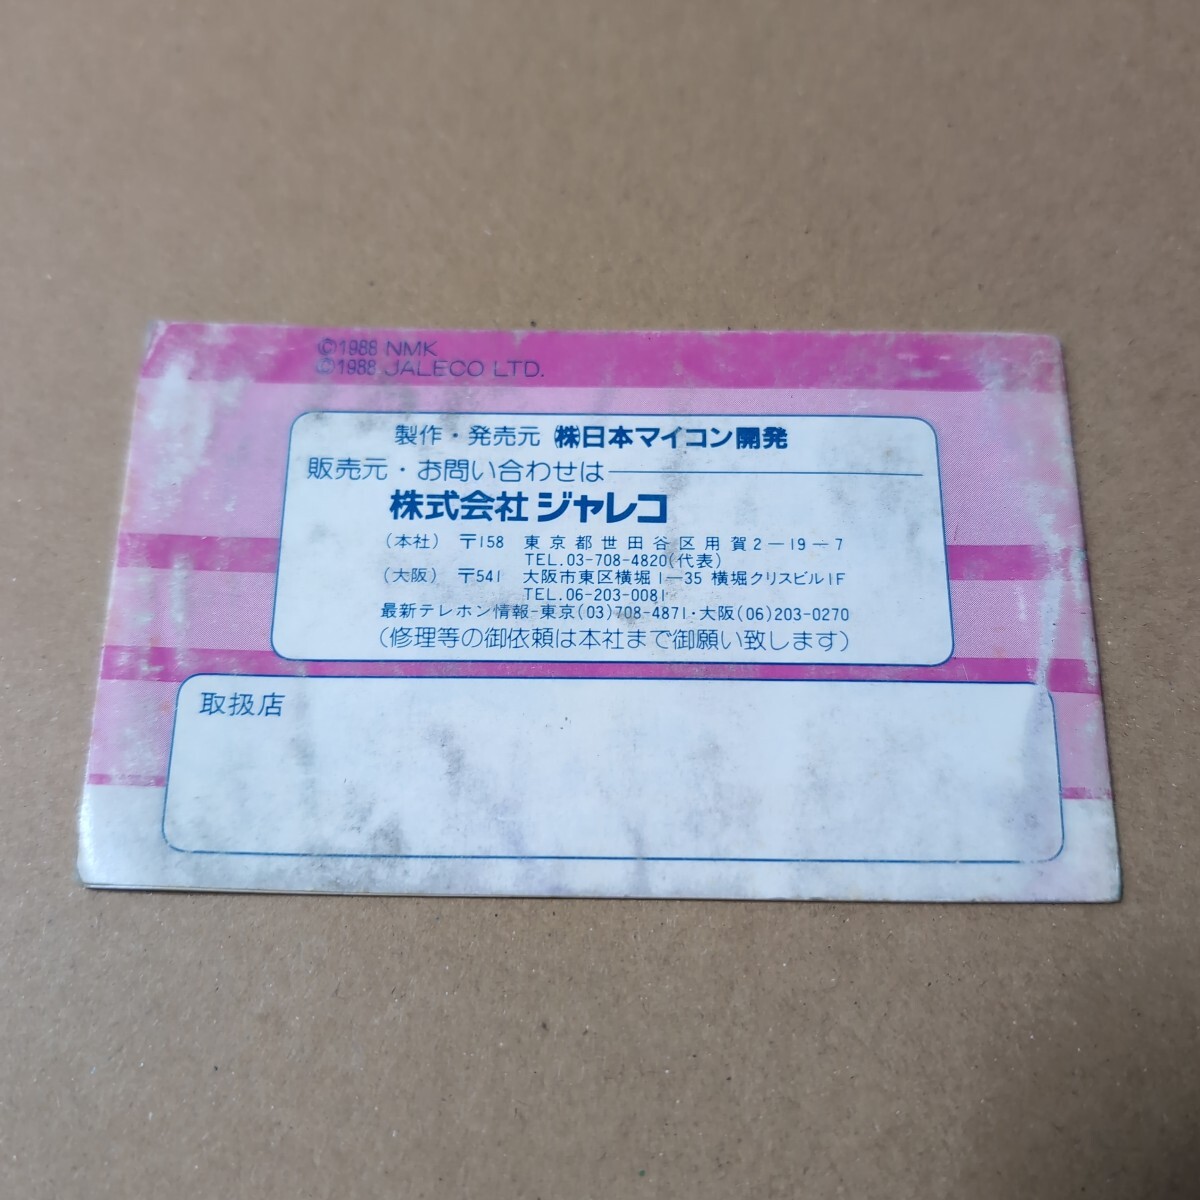 ©1988 NMK
©1988 JALECO LTD.
製作・発売元 ㈱日本マイコン開発
販売元・お問い合わせは
株式会社 ジャレコ
(本社) 〒158 東京都世田谷区用賀2-19-7
TEL.03-708-4820(代表)
(大阪) 〒541 大阪市東区横堀1-35 横堀クリスビル1F
TEL.06-203-0081
最新テレホン情報-東京(03)708-4871・大阪(06)203-0270
(修理等の御依頼は本社まで御願い致します)
取扱店